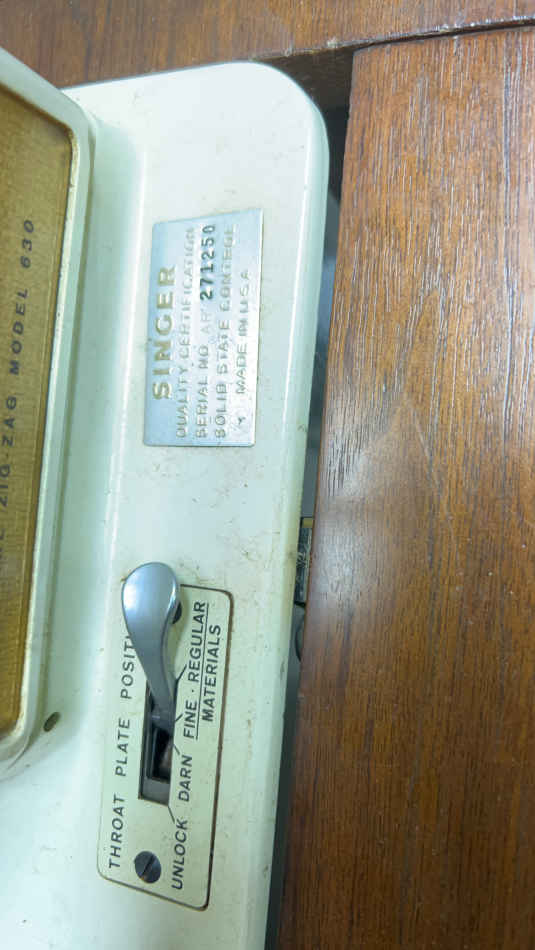 ZIG-ZAG MODEL 630
SINGER
QUALITY CERTIFICATION
SERIAL NO. AF 271250
SOLID STATE CONTROL
MADE IN U.S.A
THROAT PLATE
UNLOCK DARN FINE · REGULAR
MATERIALS